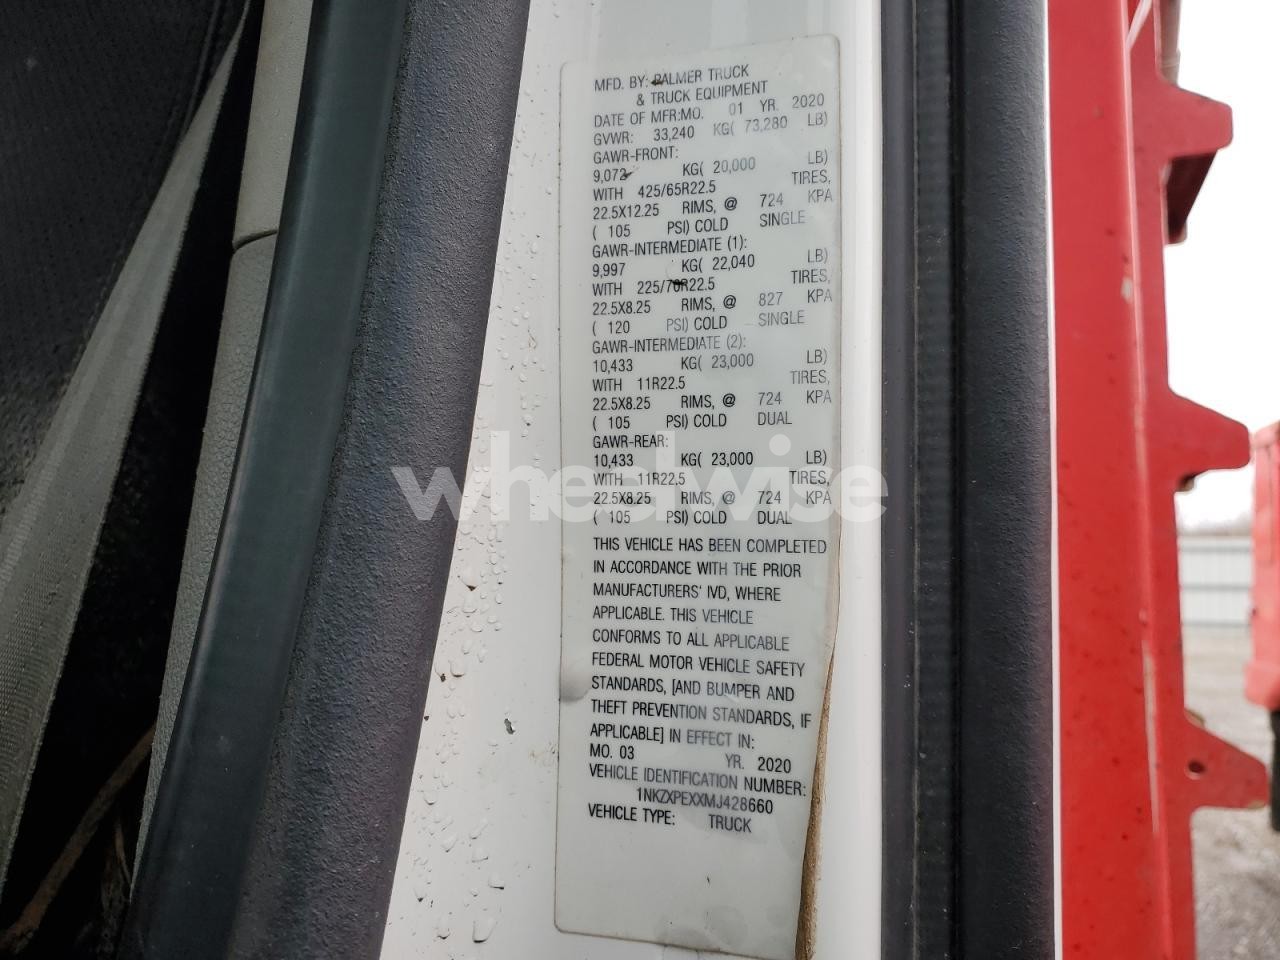 MFD. BY: PALMER TRUCK
& TRUCK EQUIPMENT
DATE OF MFR:MO. 01 YR. 2020
GVWR: 33,240 KG( 73,280 LB)
GAWR-FRONT:
9,072 KG( 20,000 LB)
WITH 425/65R22.5 TIRES,
22.5X12.25 RIMS, @ 724 KPA
( 105 PSI) COLD SINGLE
GAWR-INTERMEDIATE (1):
9,997 KG( 22,040 LB)
WITH 225/70R22.5 TIRES,
22.5X8.25 RIMS, @ 827 KPA
( 120 PSI) COLD SINGLE
GAWR-INTERMEDIATE (2):
10,433 KG( 23,000 LB)
WITH 11R22.5 TIRES,
22.5X8.25 RIMS, @ 724 KPA
( 105 PSI) COLD DUAL
GAWR-REAR:
10,433 KG( 23,000 LB)
WITH 11R22.5 TIRES,
22.5X8.25 RIMS, @ 724 KPA
( 105 PSI) COLD DUAL
THIS VEHICLE HAS BEEN COMPLETED
IN ACCORDANCE WITH THE PRIOR
MANUFACTURERS' IVD, WHERE
APPLICABLE. THIS VEHICLE
CONFORMS TO ALL APPLICABLE
FEDERAL MOTOR VEHICLE SAFETY
STANDARDS, [AND BUMPER AND
THEFT PREVENTION STANDARDS, IF
APPLICABLE] IN EFFECT IN:
MO. 03 YR. 2020
VEHICLE IDENTIFICATION NUMBER:
1NKZXPEXXMJ428660
VEHICLE TYPE: TRUCK
wheelwise